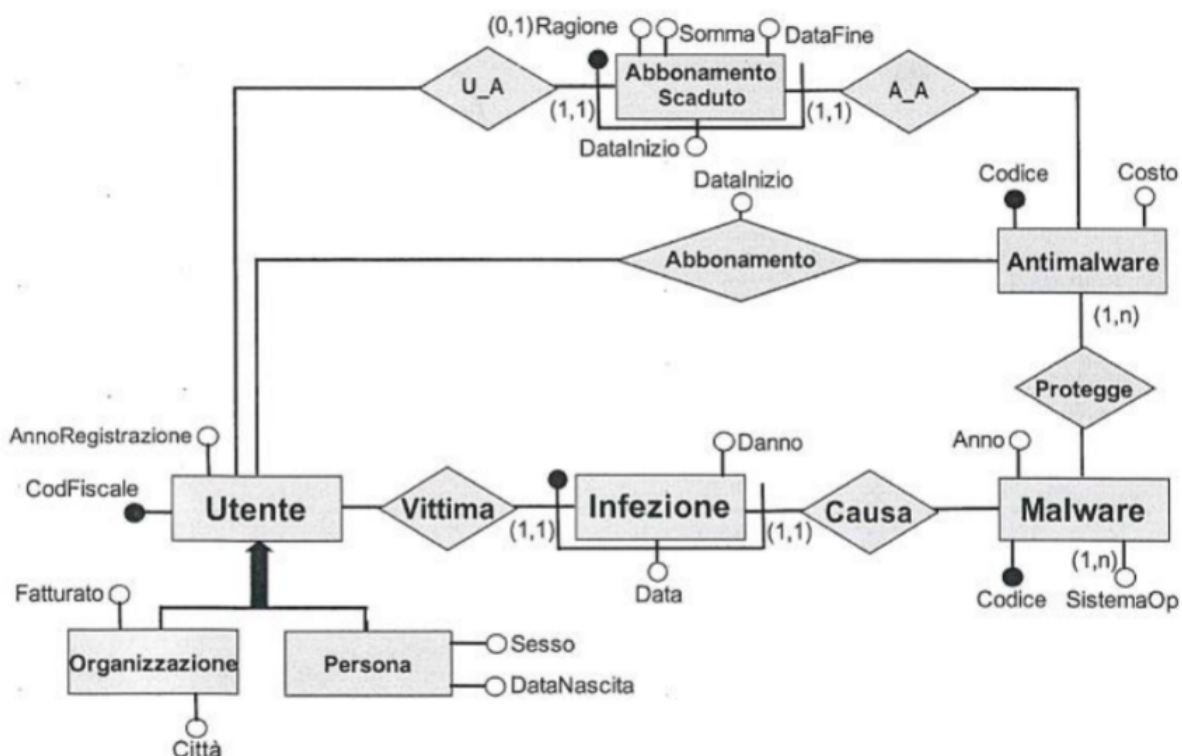 (0,1)Ragione
Somma
DataFine
U_A
Abbonamento
Scaduto
A_A
(1,1)
(1,1)
DataInizio
DataInizio
Codice
Costo
Abbonamento
Antimalware
(1,n)
Protegge
AnnoRegistrazione
Danno
Anno
CodFiscale
Utente
Vittima
Infezione
Causa
Malware
(1,1)
(1,1)
(1,n)
Data
Codice
SistemaOp
Fatturato
Organizzazione
Persona
Sesso
DataNascita
Città